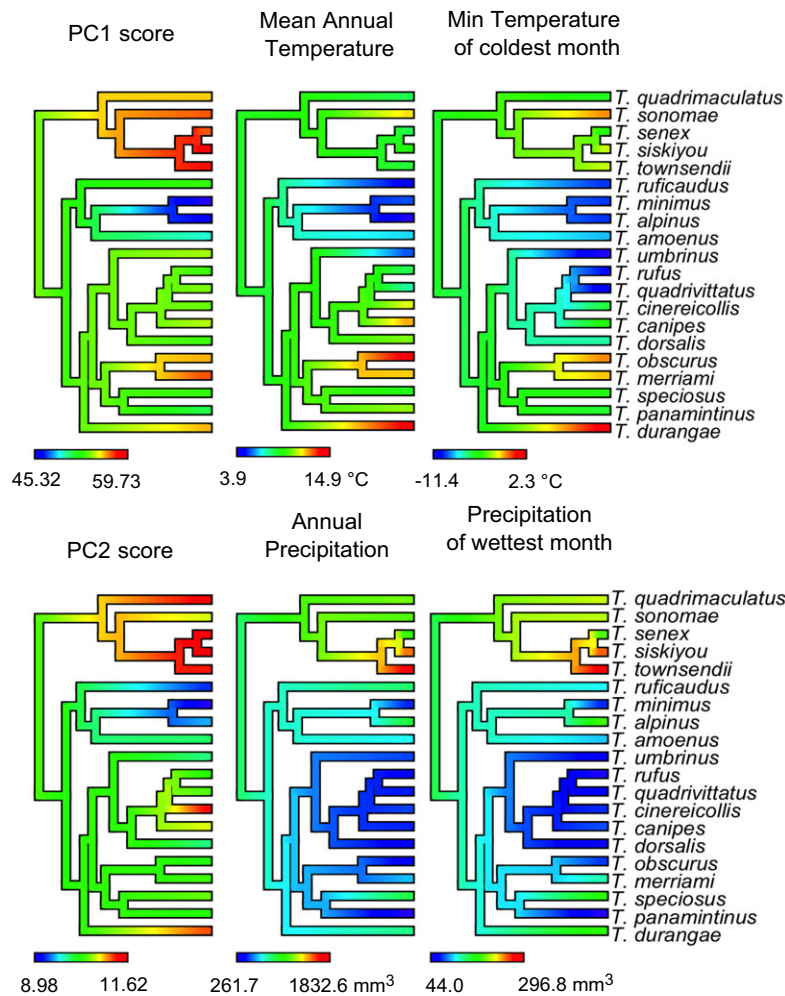 PC1 score
Mean Annual
Temperature
Min Temperature
of coldest month
T. quadrimaculatus
T. sonomae
T. senex
T. siskiyou
T. townsendii
T. ruficaudus
T. minimus
T. alpinus
T. amoenus
T. umbrinus
T. rufus
T. quadrivittatus
T. cinereicollis
T. canipes
T. dorsalis
T. obscurus
T. merriami
T. speciosus
T. panamintinus
T. durangae
45.32 59.73
3.9 14.9 °C
-11.4 2.3 °C
PC2 score
Annual
Precipitation
Precipitation
of wettest month
T. quadrimaculatus
T. sonomae
T. senex
T. siskiyou
T. townsendii
T. ruficaudus
T. minimus
T. alpinus
T. amoenus
T. umbrinus
T. rufus
T. quadrivittatus
T. cinereicollis
T. canipes
T. dorsalis
T. obscurus
T. merriami
T. speciosus
T. panamintinus
T. durangae
8.98 11.62
261.7 1832.6 mm³
44.0 296.8 mm³